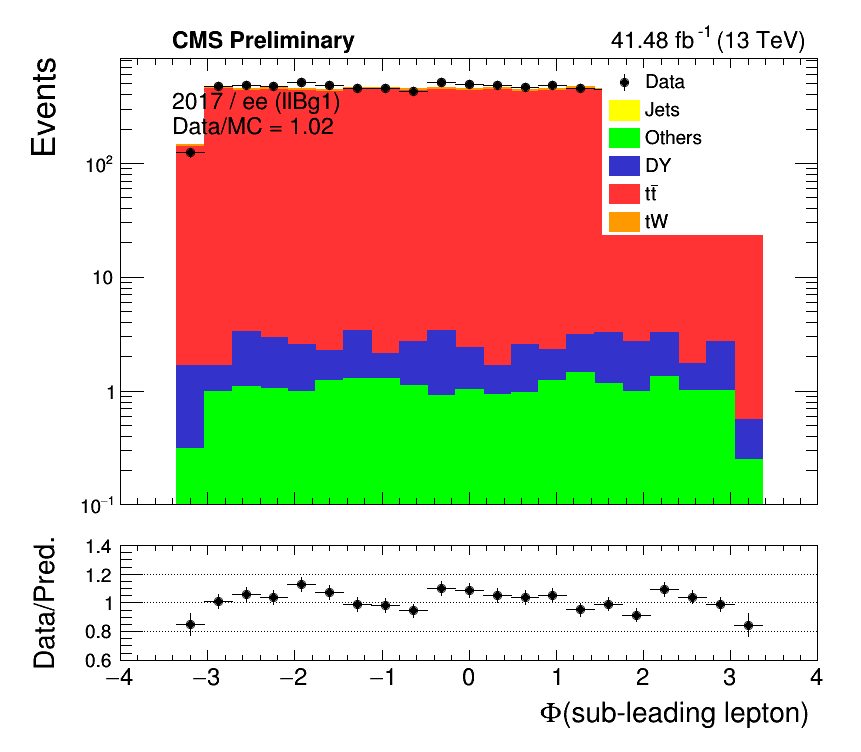 CMS Preliminary
41.48 fb⁻¹ (13 TeV)
Events
2017 / ee (llBg1)
Data/MC = 1.02
Data
Jets
Others
DY
tt̄
tW
10²
10
1
10⁻¹
Data/Pred.
1.4
1.2
1
0.8
0.6
−4 −3 −2 −1 0 1 2 3 4
Φ(sub-leading lepton)